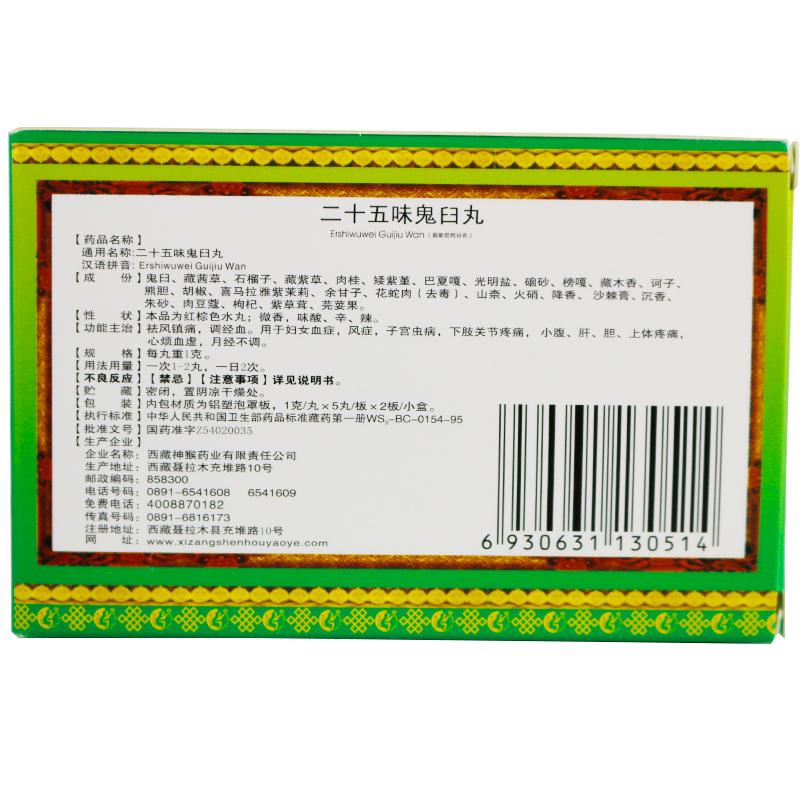 二十五味鬼臼丸
Ershiwuwei Guijiu Wan
【药品名称】
通用名称:二十五味鬼臼丸
汉语拼音: Ershiwuwei Guijiu Wan
【成 份】鬼臼、藏茜草、石榴子、藏紫草、肉桂、矮紫堇、巴夏嘎、光明盐、硇砂、榜嘎、藏木香、诃子、
熊胆、胡椒、喜马拉雅紫茉莉、余甘子、花蛇肉(去毒)、山柰、火硝、降香、沙棘膏、沉香、
朱砂、肉豆蔻、枸杞、紫草茸、芫荽果。
【性 状】本品为红棕色水丸;微香,味酸、辛、辣。
【功能主治】祛风镇痛,调经血。用于妇女血症,风症,子宫虫病,下肢关节疼痛, 小腹、肝、胆、上体疼痛,
心烦血虚,月经不调。
【规 格】每丸重1克。
【用法用量】一次1-2丸,一日2次。
【不良反应】【禁忌】【注意事项】详见说明书。
【贮 藏】密闭,置阴凉干燥处。
【包 装】内包材质为铝塑泡罩板,1克/丸×5丸/板×2板/小盒。
【执行标准】中华人民共和国卫生部药品标准藏药第一册WS3-BC-0154-95
【批准文号】国药准字Z54020035
【生产企业】
企业名称: 西藏神猴药业有限责任公司
生产地址: 西藏聂拉木充堆路10号
邮政编码: 858300
电话号码: 0891-6541608 6541609
免费电话: 4008870182
传真号码: 0891-6816173
注册地址: 西藏聂拉木县充堆路10号
网 址: www.xizangshenhouyaoye.com
6 930631 130514